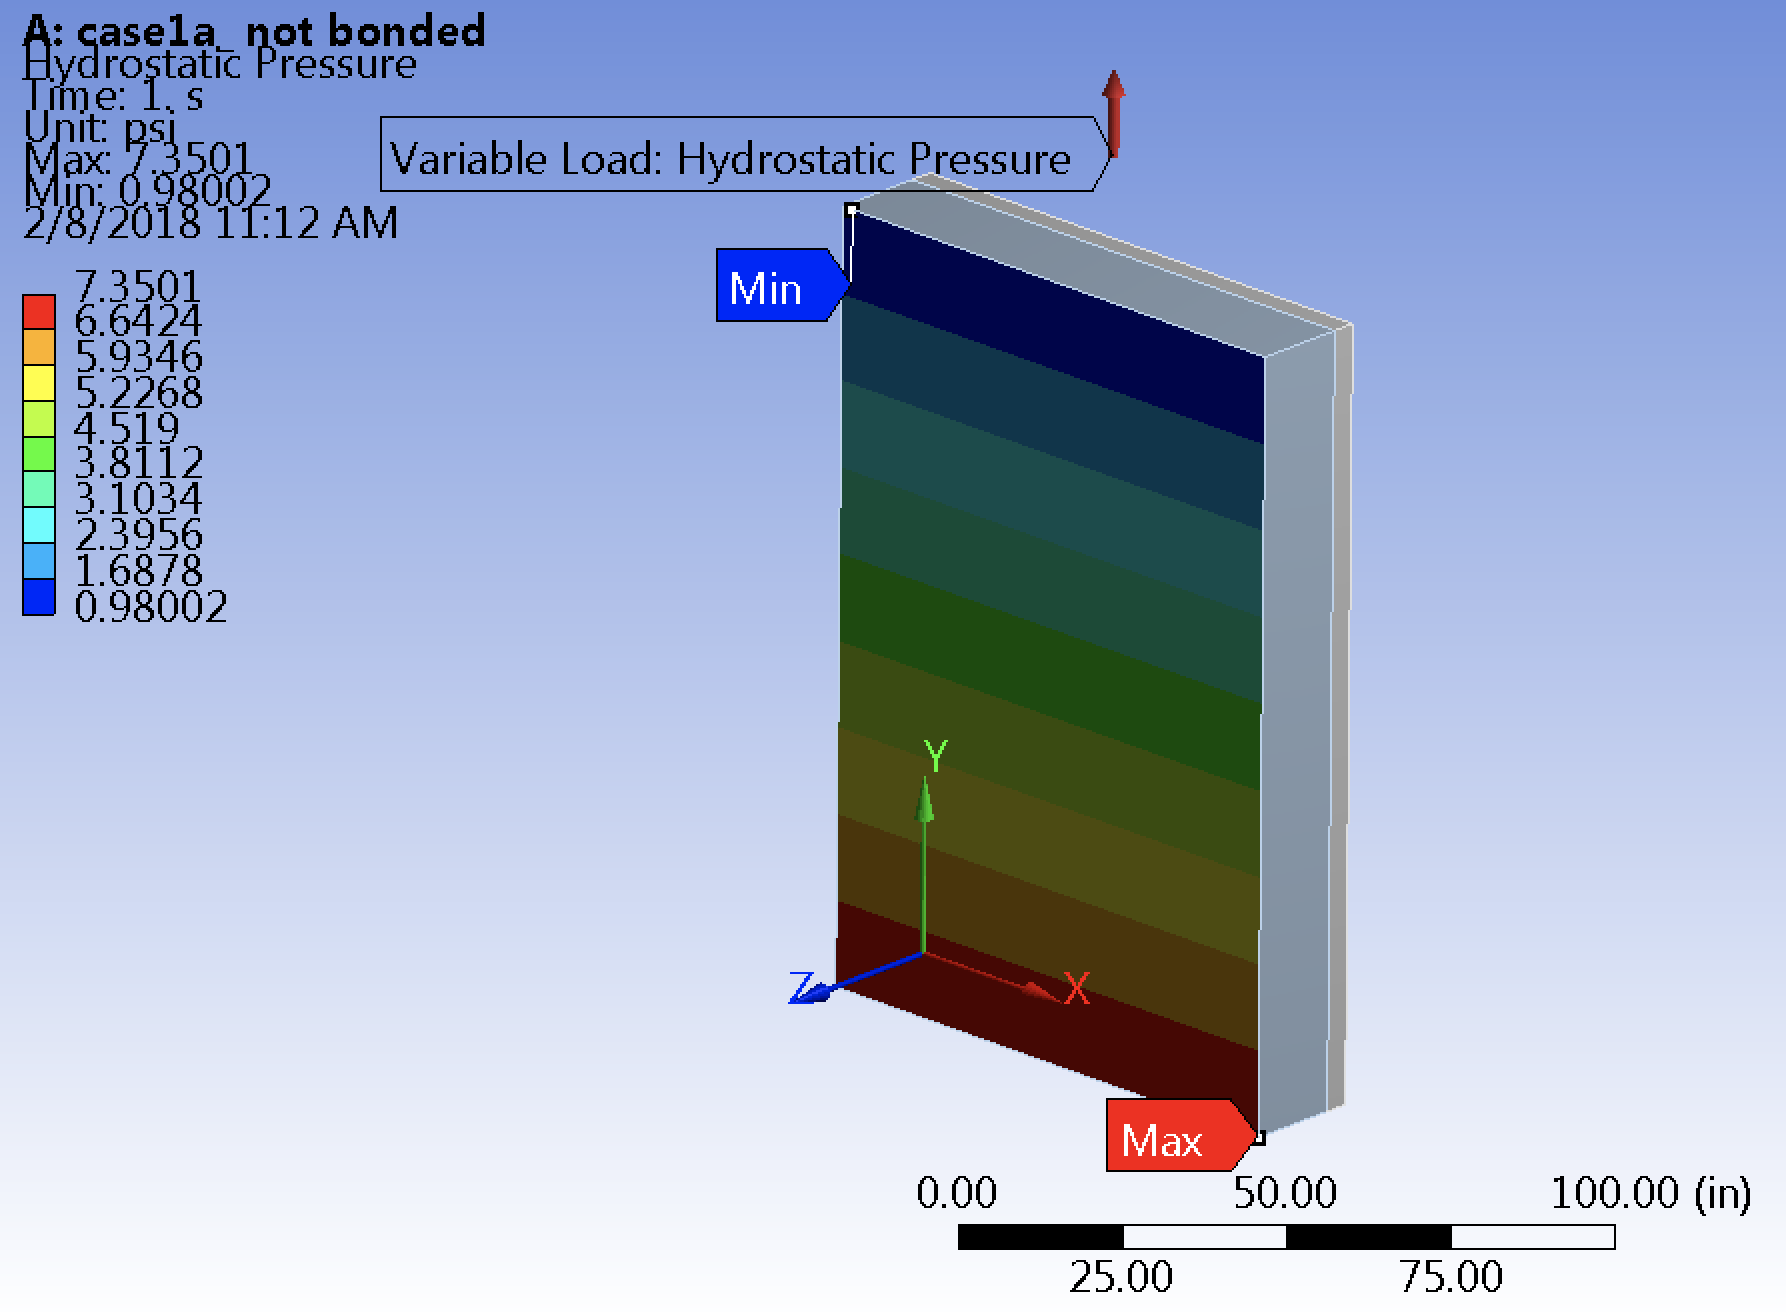 A: case1a_ not bonded
Hydrostatic Pressure
Time: 1. s
Unit: psi
Max: 7.3501
Min: 0.98002
2/8/2018 11:12 AM
Variable Load: Hydrostatic Pressure
7.3501
6.6424
5.9346
5.2268
4.519
3.8112
3.1034
2.3956
1.6878
0.98002
Min
Y
Z
X
Max
0.00 50.00 100.00 (in)
25.00 75.00